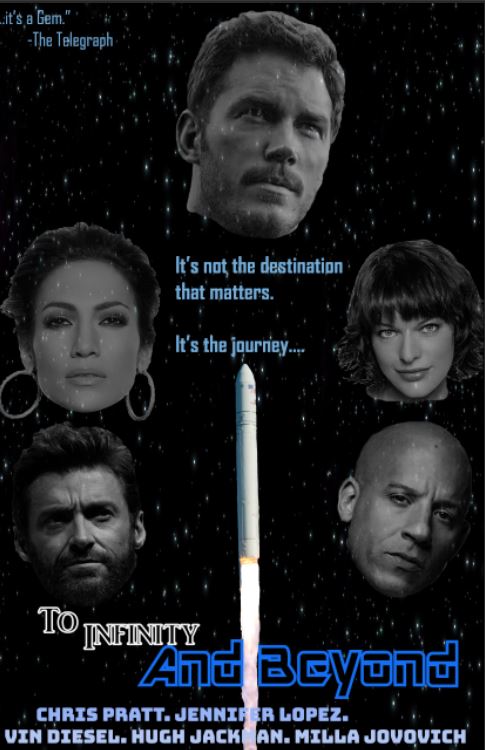 ..it's a Gem."
-The Telegraph
It's not the destination
that matters.
It's the journey....
To Infinity
And Beyond
CHRIS PRATT. JENNIFER LOPEZ.
VIN DIESEL. HUGH JACKMAN. MILLA JOVOVICH